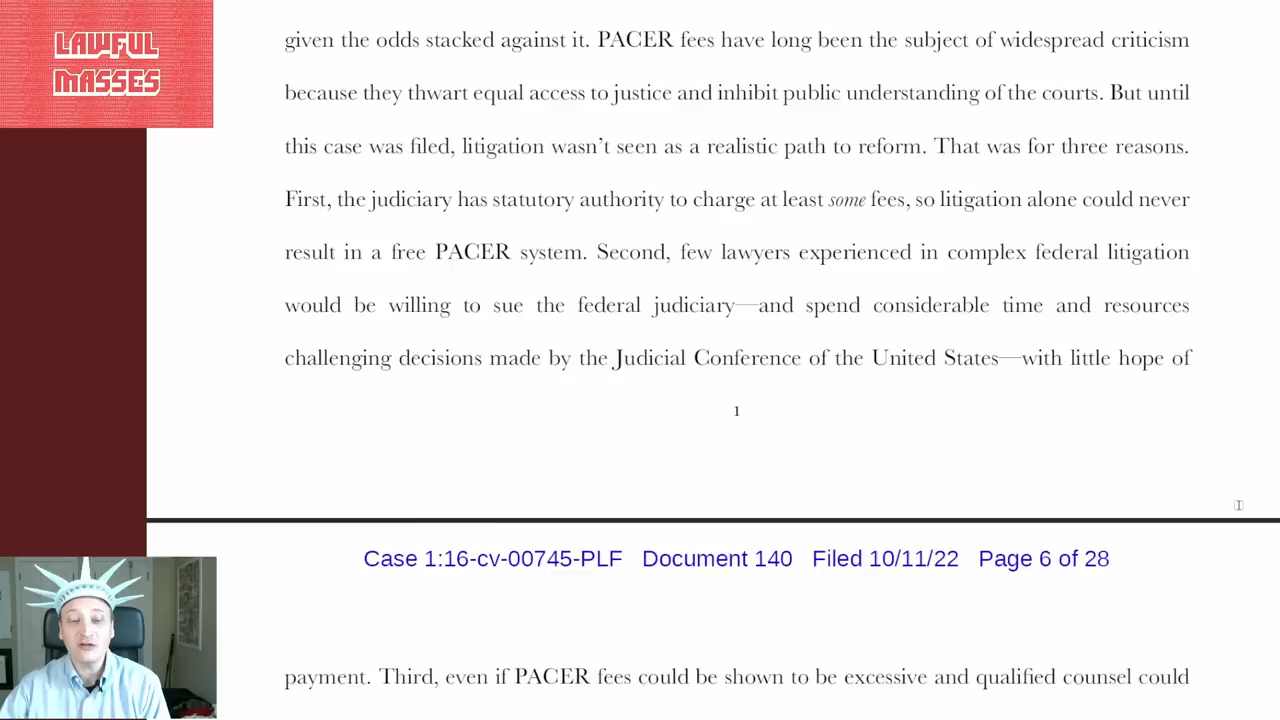 LAWFUL
MASSES
given the odds stacked against it. PACER fees have long been the subject of widespread criticism
because they thwart equal access to justice and inhibit public understanding of the courts. But until
this case was filed, litigation wasn’t seen as a realistic path to reform. That was for three reasons.
First, the judiciary has statutory authority to charge at least some fees, so litigation alone could never
result in a free PACER system. Second, few lawyers experienced in complex federal litigation
would be willing to sue the federal judiciary—and spend considerable time and resources
challenging decisions made by the Judicial Conference of the United States—with little hope of
1
Case 1:16-cv-00745-PLF Document 140 Filed 10/11/22 Page 6 of 28
payment. Third, even if PACER fees could be shown to be excessive and qualified counsel could